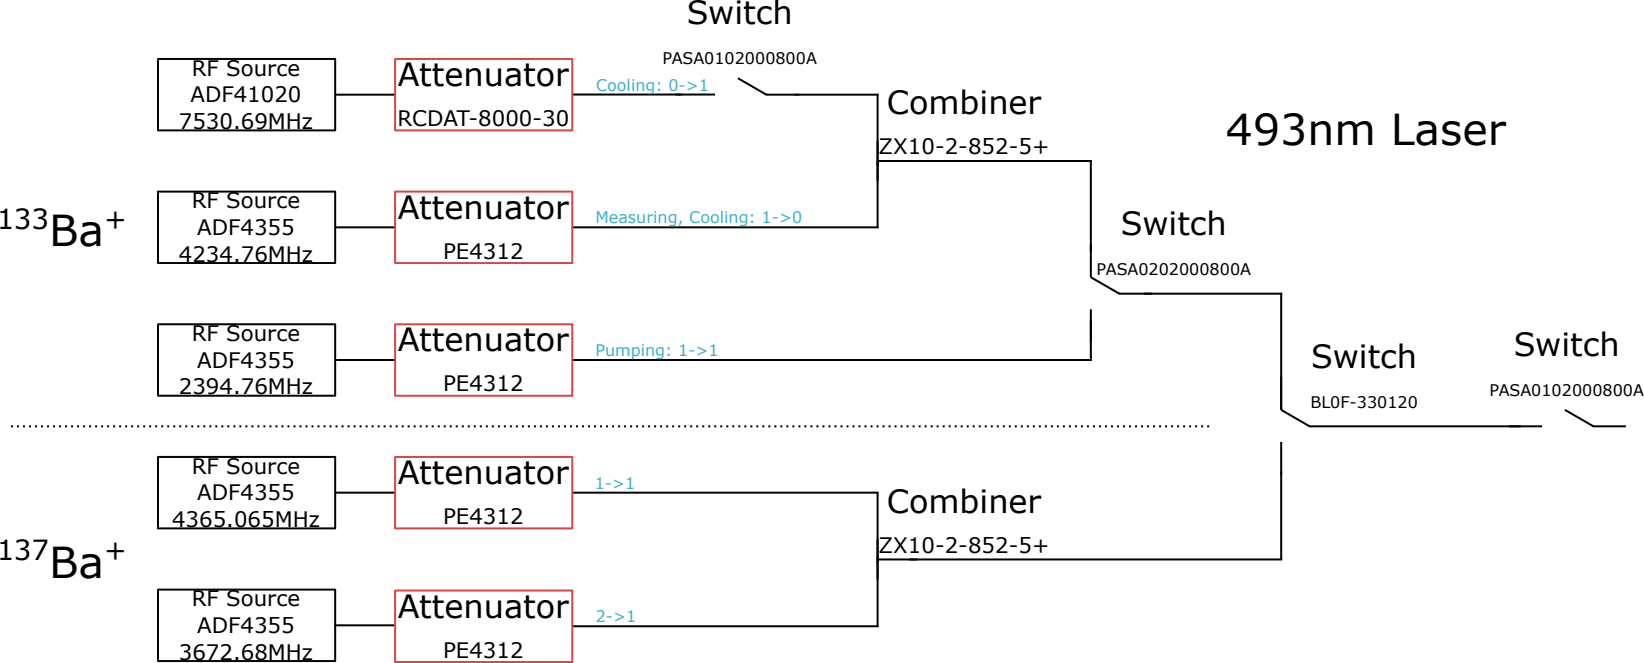 Switch
PASA0102000800A
RF Source
ADF41020
7530.69MHz
Attenuator
RCDAT-8000-30
Cooling: 0->1
Combiner
ZX10-2-852-5+
493nm Laser
133Ba+
RF Source
ADF4355
4234.76MHz
Attenuator
PE4312
Measuring, Cooling: 1->0
Switch
PASA0202000800A
RF Source
ADF4355
2394.76MHz
Attenuator
PE4312
Pumping: 1->1
Switch
BL0F-330120
Switch
PASA0102000800A
137Ba+
RF Source
ADF4355
4365.065MHz
Attenuator
PE4312
1->1
Combiner
ZX10-2-852-5+
RF Source
ADF4355
3672.68MHz
Attenuator
PE4312
2->1